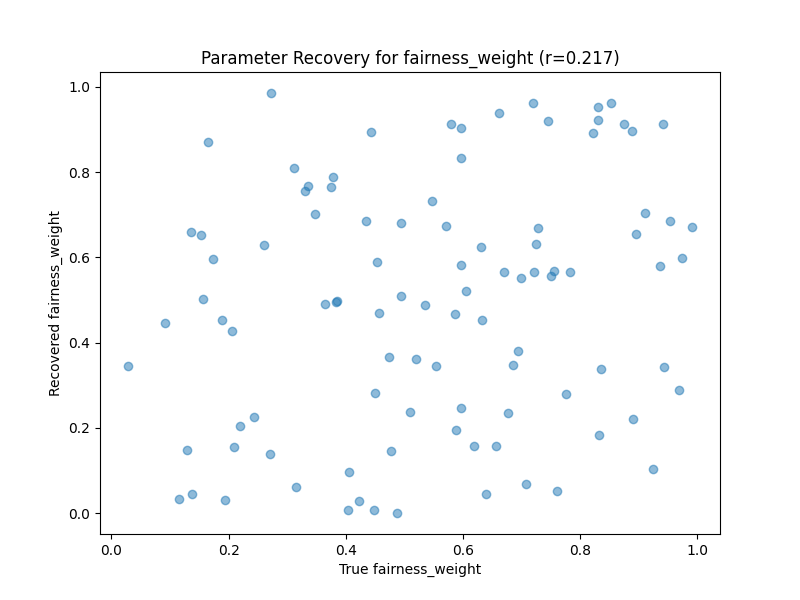 Parameter Recovery for fairness_weight (r=0.217)
1.0
0.8
0.6
0.4
0.2
0.0
Recovered fairness_weight
0.0 0.2 0.4 0.6 0.8 1.0
True fairness_weight